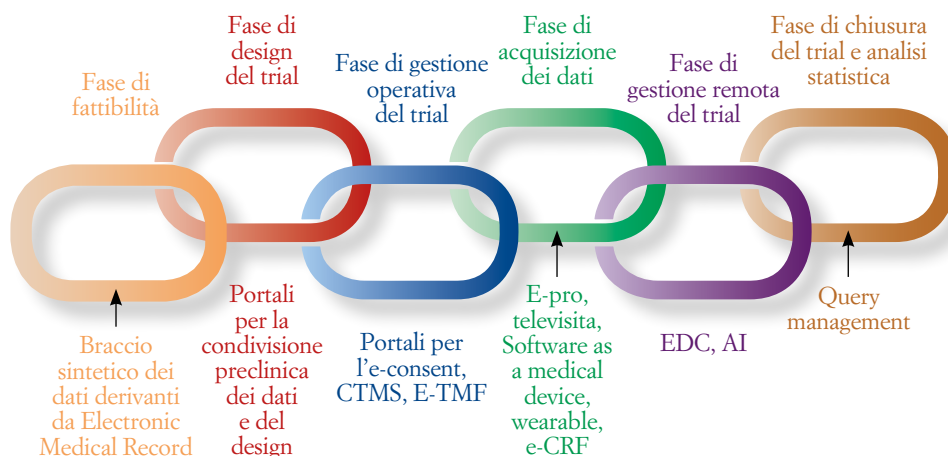 Fase di
fattibilità
Fase di
design
del trial
Fase di gestione
operativa
del trial
Fase di
acquisizione
dei dati
Fase di
gestione remota
del trial
Fase di chiusura
del trial e analisi
statistica
Braccio
sintetico dei
dati derivanti
da Electronic
Medical Record
Portali
per la
condivisione
preclinica
dei dati
e del
design
Portali per
l'e-consent,
CTMS, E-TMF
E-pro,
televisita,
Software as
a medical
device,
wearable,
e-CRF
EDC, AI
Query
management